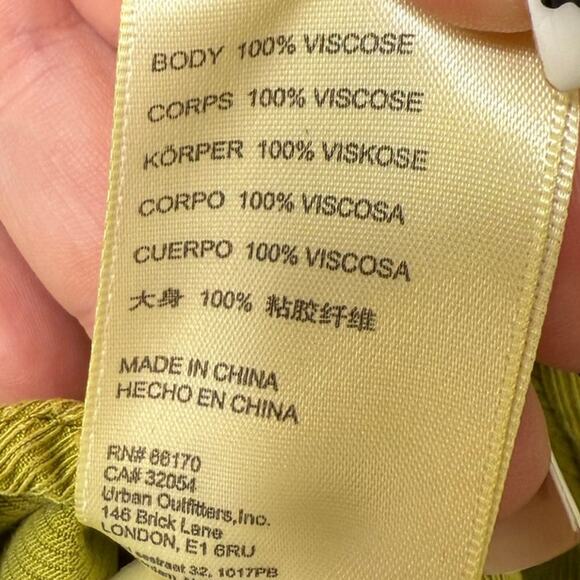 BODY 100% VISCOSE
CORPS 100% VISCOSE
KÖRPER 100% VISKOSE
CORPO 100% VISCOSA
CUERPO 100% VISCOSA
大身 100% 粘胶纤维
MADE IN CHINA
HECHO EN CHINA
RN# 66170
CA# 32054
Urban Outfitters,Inc.
146 Brick Lane
LONDON, E1 6RU
32, 1017PB